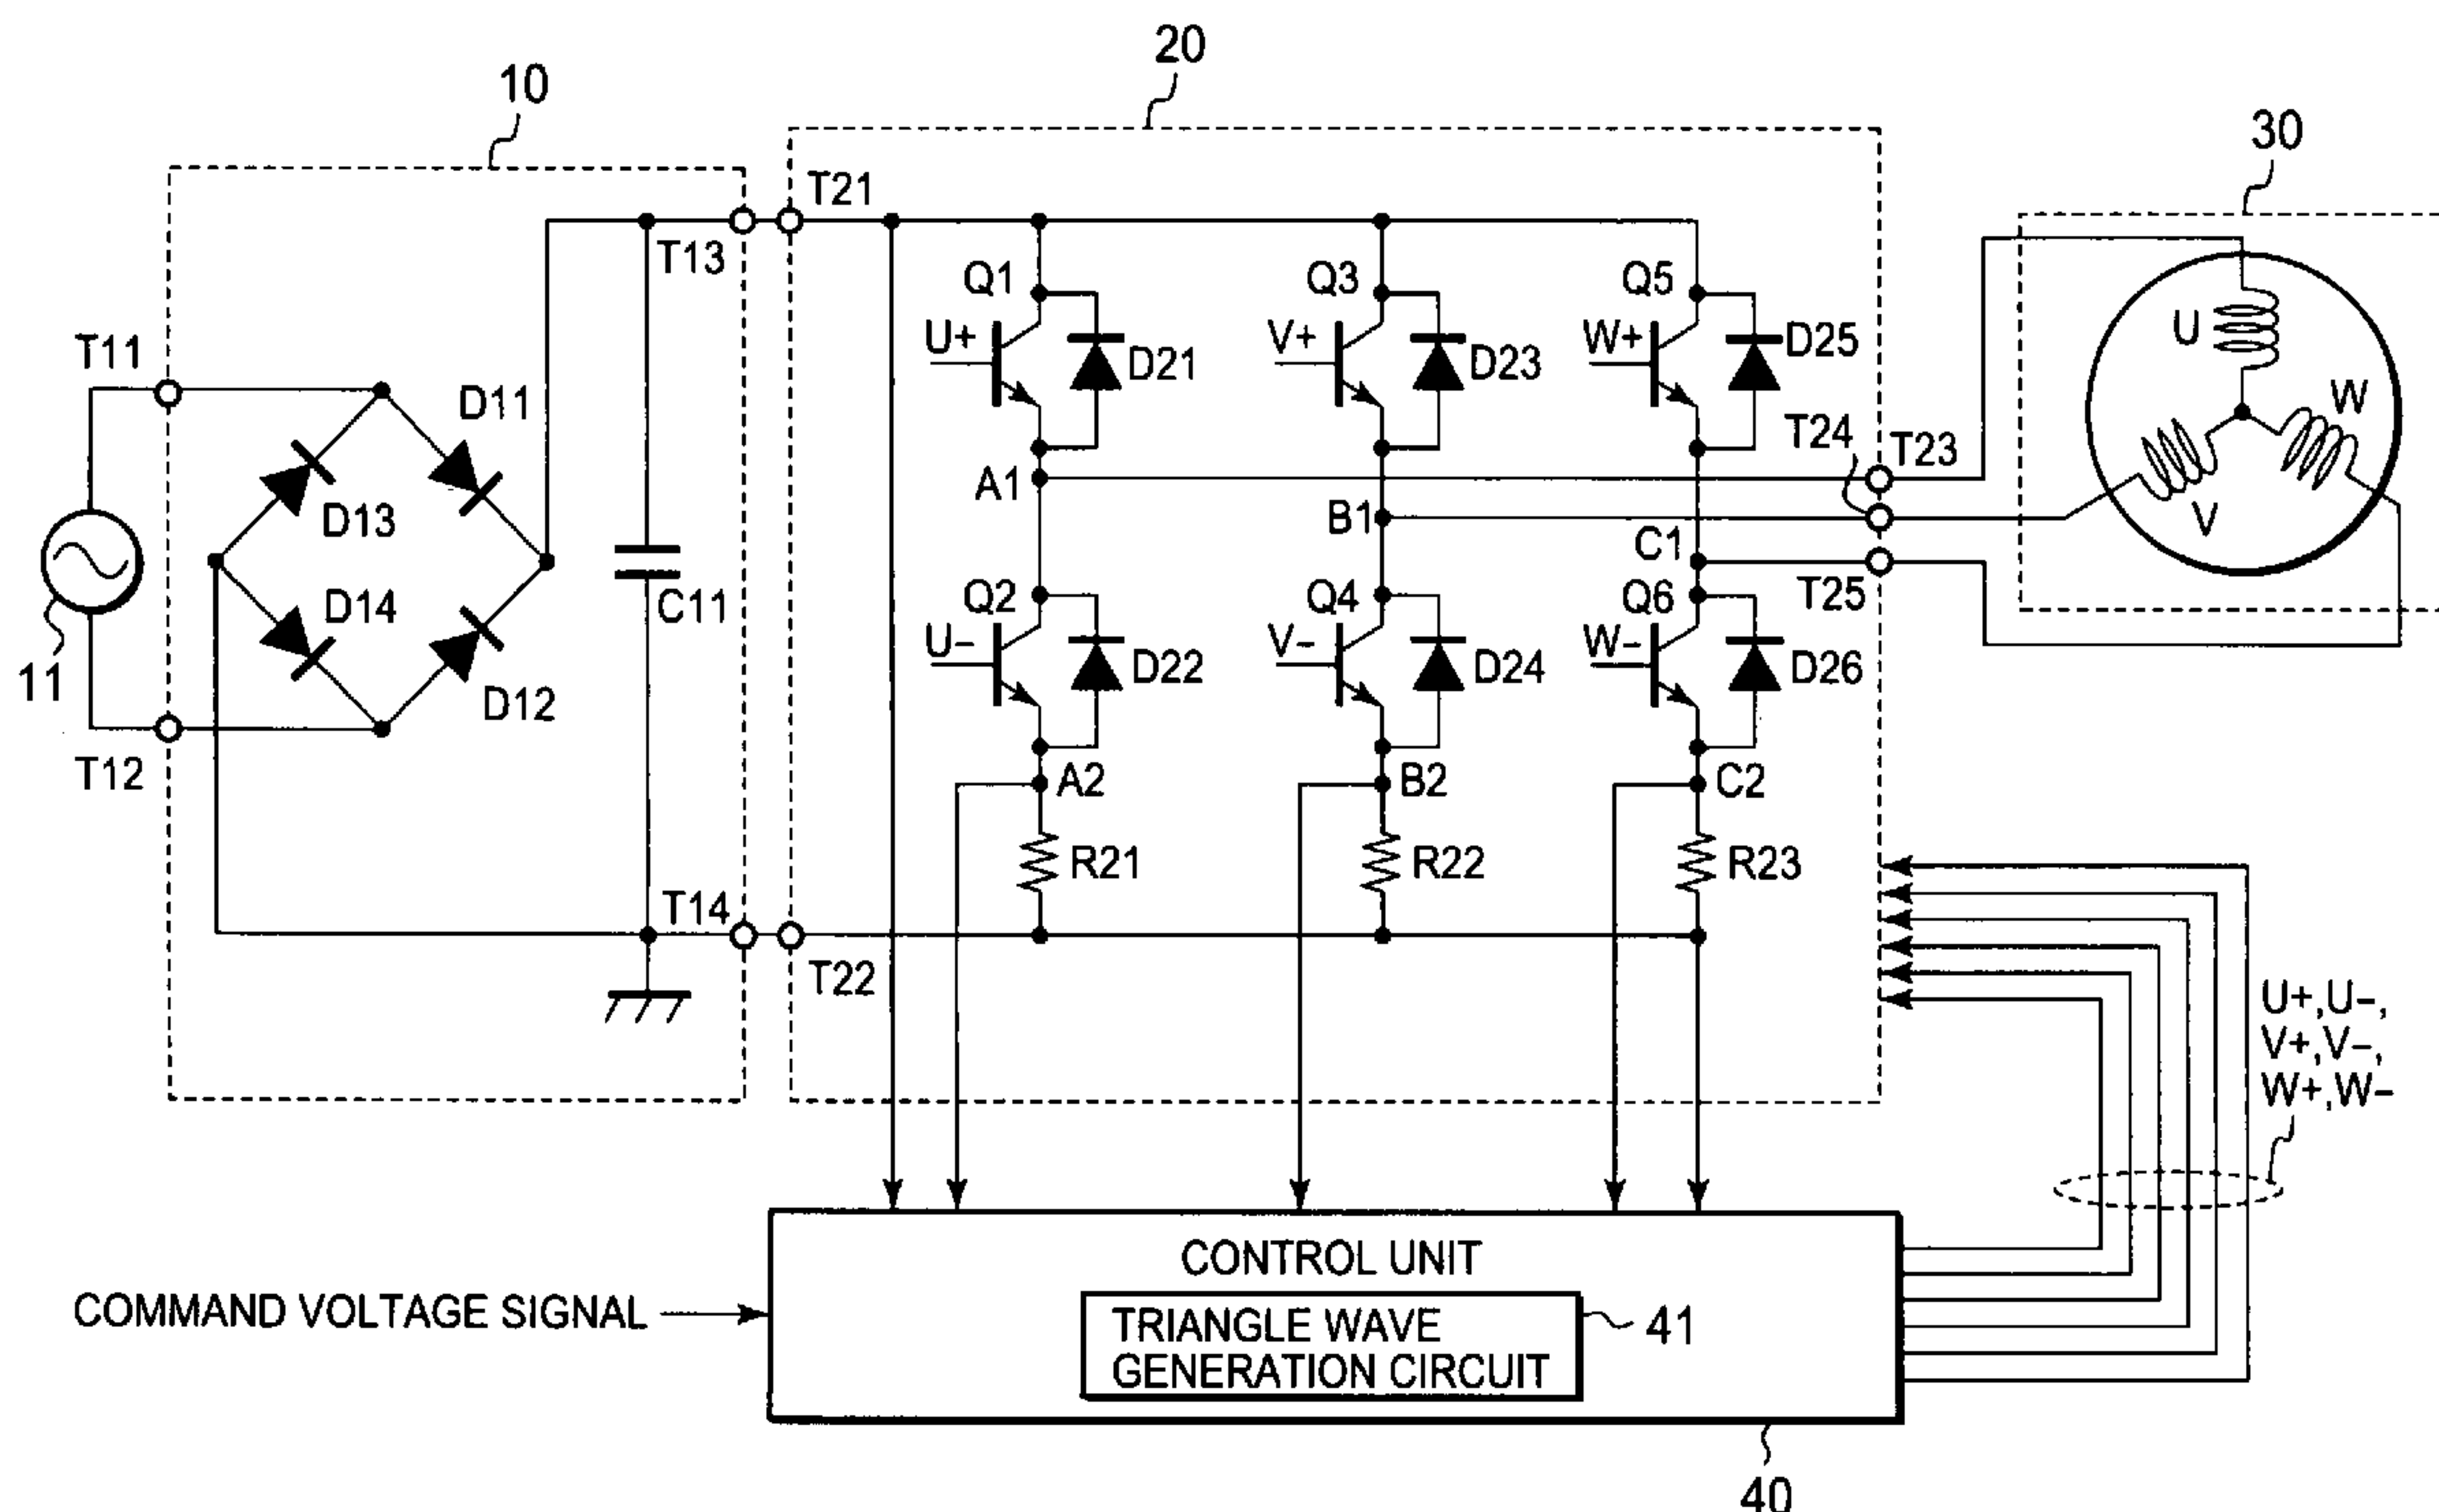 20
10
30
T21
T13
Q1
Q3
Q5
U+
V+
W+
D21
D23
D25
T11
D11
U
W
V
T24
T23
D13
A1
B1
C1
D14
C11
Q2
Q4
Q6
T25
U−
V−
W−
D22
D24
D26
11
D12
T12
A2
B2
C2
R21
R22
R23
T14
T22
U+,U−,
V+,V−,
W+,W−
CONTROL UNIT
COMMAND VOLTAGE SIGNAL
TRIANGLE WAVE
GENERATION CIRCUIT
41
40